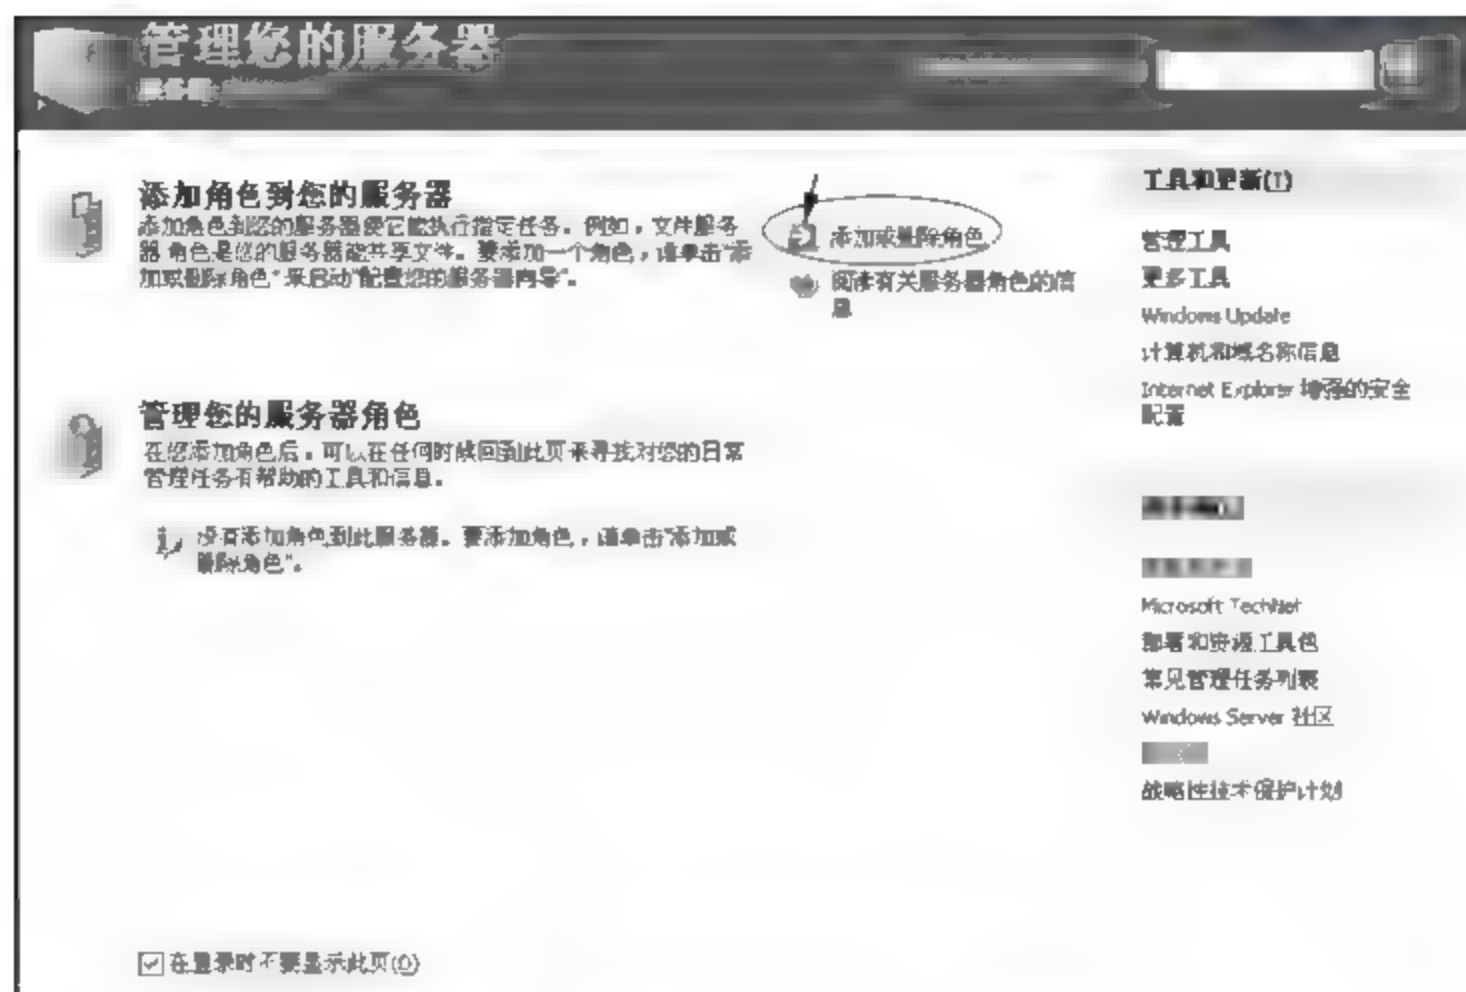 管理您的服务器
服务器:
添加角色到您的服务器
添加角色到您的服务器使它能执行指定任务。例如，文件服务
器 角色是您的服务器能共享文件。要添加一个角色，请单击"添
加或删除角色"来启动"配置您的服务器向导"。
添加或删除角色
阅读有关服务器角色的信
息
管理您的服务器角色
在您添加角色后，可以在任何时候回到此页来寻找对您的日常
管理任务有帮助的工具和信息。
没有添加角色到此服务器。要添加角色，请单击"添加或
删除角色"。
在登录时不要显示此页(D)
工具和更新(T)
管理工具
更多工具
Windows Update
计算机和域名称信息
Internet Explorer 增强的安全
配置
Microsoft TechNet
部署和资源工具包
常见管理任务列表
Windows Server 社区
战略性技术保护计划